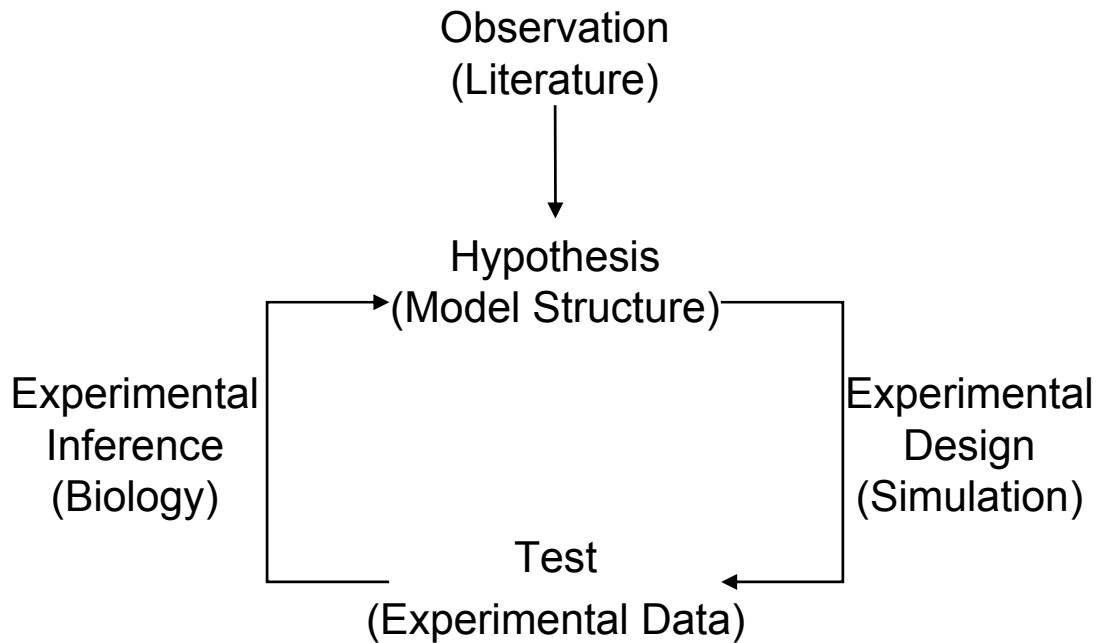 Observation
(Literature)
Hypothesis
(Model Structure)
Experimental
Inference
(Biology)
Experimental
Design
(Simulation)
Test
(Experimental Data)